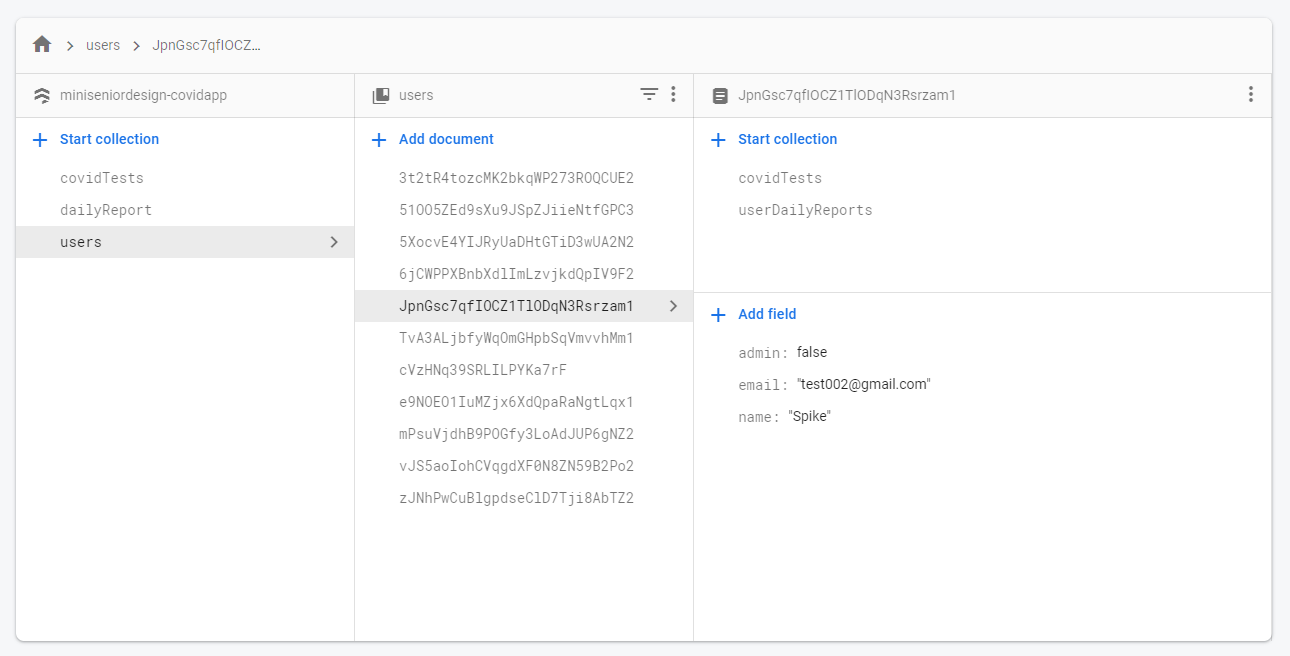 users
JpnGsc7qfIOCZ...
miniseniordesign-covidapp
Start collection
covidTests
dailyReport
users
users
Add document
3t2tR4tozcMK2bkqWP273ROQCUE2
51OO5ZEd9sXu9JSpZJiieNtfGPC3
5XocvE4YIJRyUaDHtGTiD3wUA2N2
6jCWPPXBnbXdlImLzvjkdQpIV9F2
JpnGsc7qfIOCZ1TlODqN3Rsrzam1
TvA3ALjbfyWqOmGHpbSqVmvvhMm1
cVzHNq39SRLILPYKa7rF
e9NOEO1IuMZjx6XdQpaRaNgtLqx1
mPsuVjdhB9POGfy3LoAdJUP6gNZ2
vJS5aoIohCVqgdXF0N8ZN59B2Po2
zJNhPwCuBlgpdseClD7Tji8AbTZ2
JpnGsc7qfIOCZ1TlODqN3Rsrzam1
Start collection
covidTests
userDailyReports
Add field
admin: false
email: "test002@gmail.com"
name: "Spike"